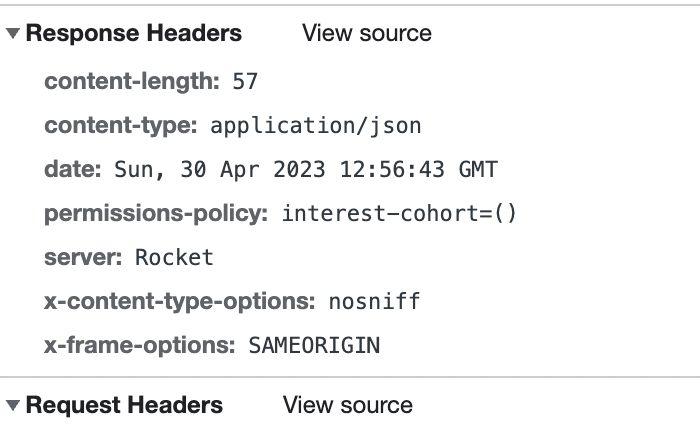 Response Headers View source
content-length: 57
content-type: application/json
date: Sun, 30 Apr 2023 12:56:43 GMT
permissions-policy: interest-cohort=()
server: Rocket
x-content-type-options: nosniff
x-frame-options: SAMEORIGIN
Request Headers View source